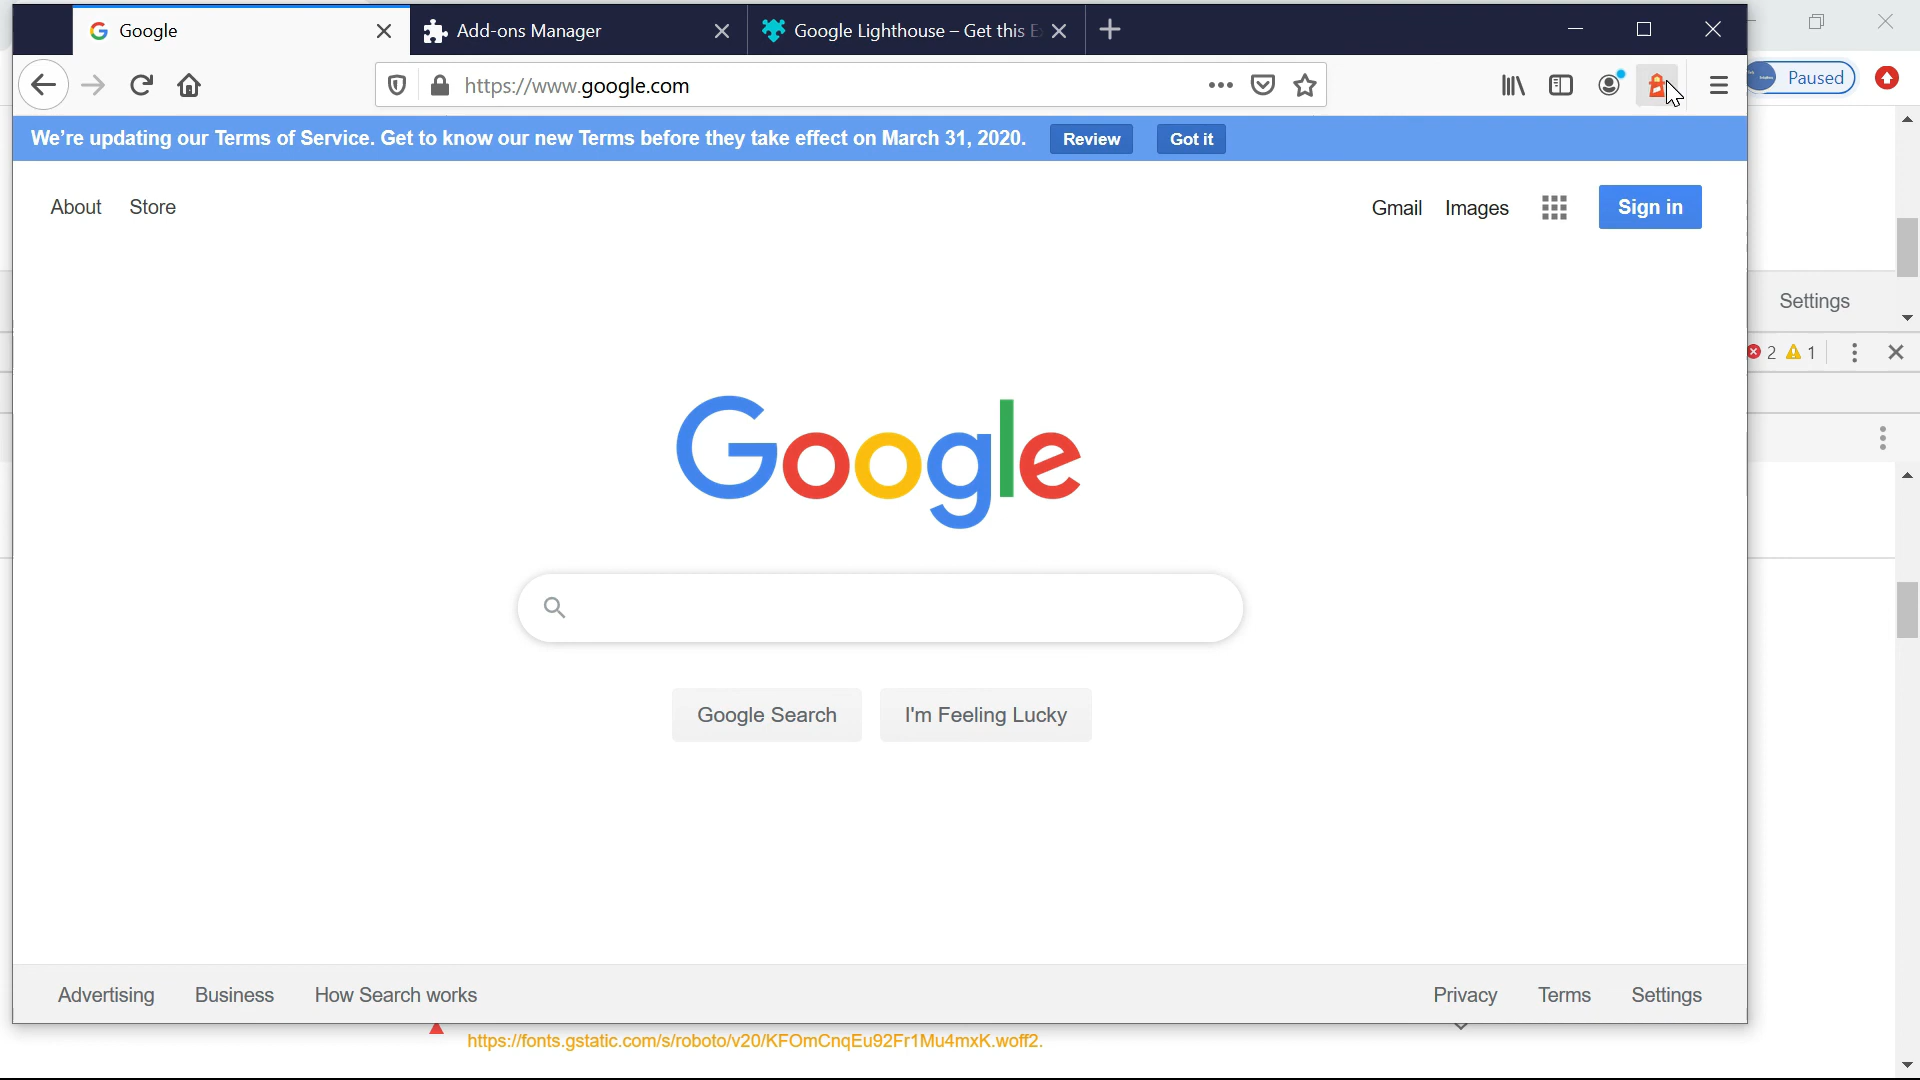 Google
Add-ons Manager
Google Lighthouse – Get this E
https://www.google.com
Paused
We're updating our Terms of Service. Get to know our new Terms before they take effect on March 31, 2020.
Review
Got it
About
Store
Gmail
Images
Sign in
Settings
2
1
Google
Google Search
I'm Feeling Lucky
Advertising
Business
How Search works
Privacy
Terms
Settings
https://fonts.gstatic.com/s/roboto/v20/KFOmCnqEu92Fr1Mu4mxK.woff2.